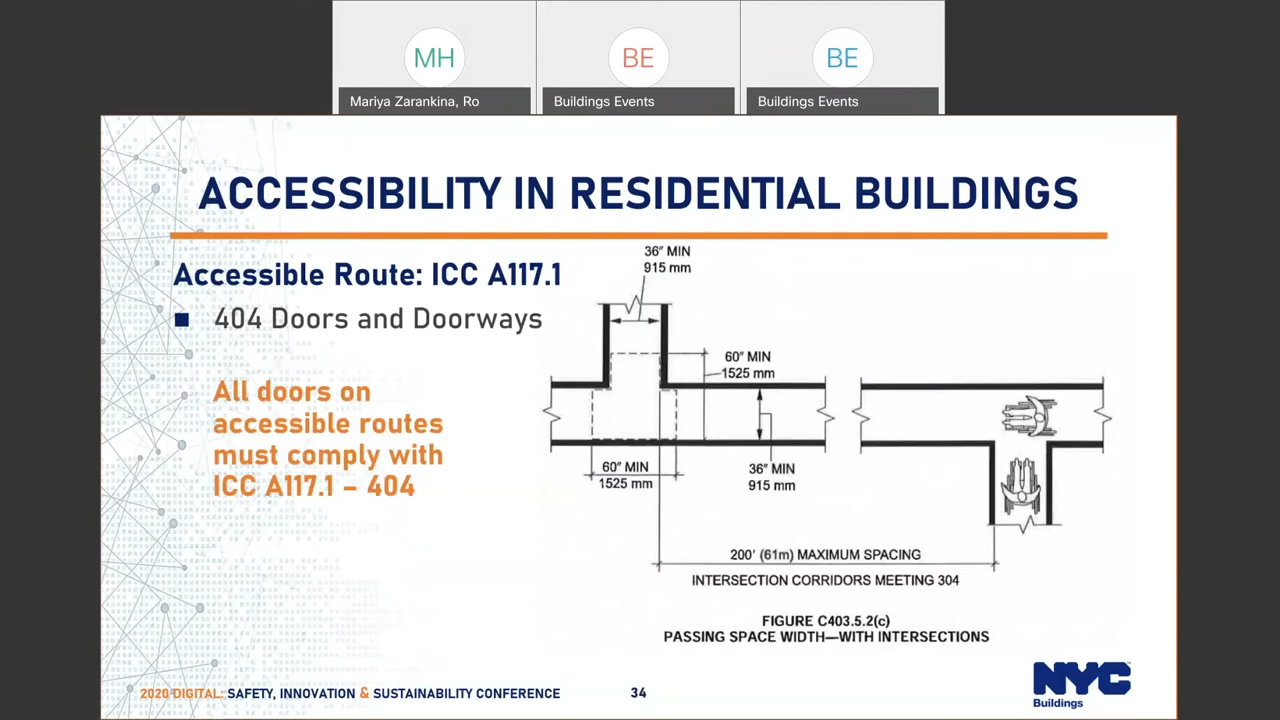 MH
BE
BE
Mariya Zarankina, Ro
Buildings Events
Buildings Events
ACCESSIBILITY IN RESIDENTIAL BUILDINGS
Accessible Route: ICC A117.1
404 Doors and Doorways
All doors on
accessible routes
must comply with
ICC A117.1 – 404
36″ MIN
915 mm
60″ MIN
1525 mm
60″ MIN
1525 mm
36″ MIN
915 mm
200′ (61m) MAXIMUM SPACING
INTERSECTION CORRIDORS MEETING 304
FIGURE C403.5.2(c)
PASSING SPACE WIDTH—WITH INTERSECTIONS
2020 DIGITAL: SAFETY, INNOVATION & SUSTAINABILITY CONFERENCE
34
NYC
Buildings